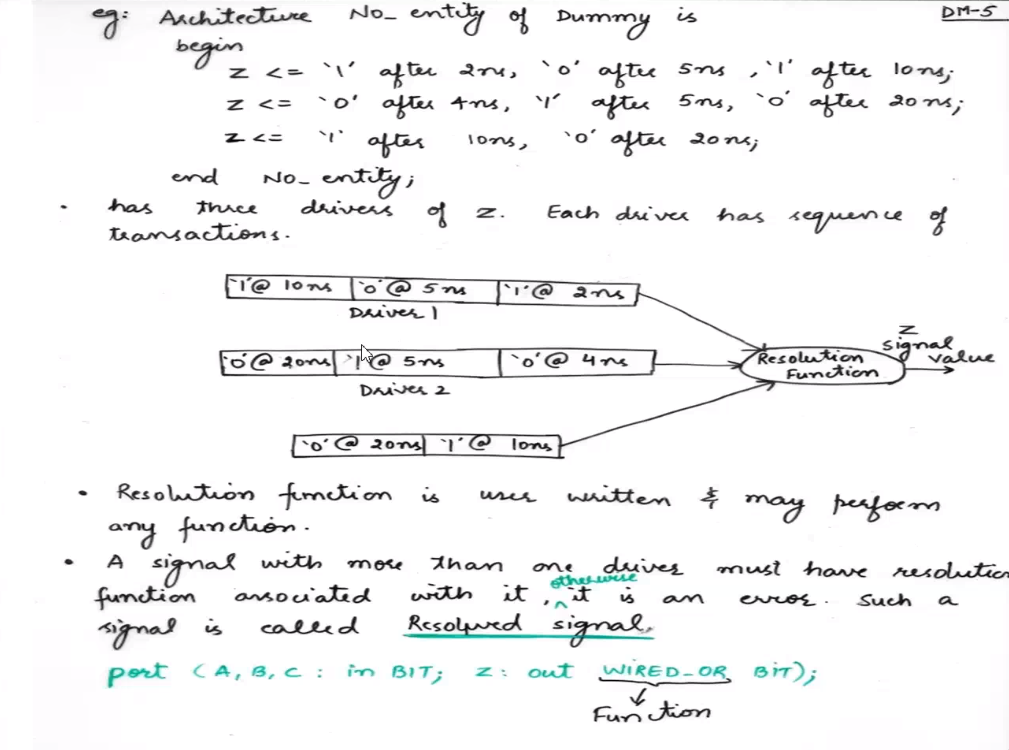 DM-5
eg: Architecture No_entity of Dummy is
begin
Z <= '1' after 2ns, '0' after 5ns, '1' after 10ns;
Z <= '0' after 4ns, '1' after 5ns, '0' after 20ns;
Z <= '1' after 10ns, '0' after 20ns;
end No_entity;
• has three drivers of Z. Each driver has sequence of
transactions.
'1'@ 10ns '0'@ 5ns '1'@ 2ns
Driver 1
'0'@ 20ns '1'@ 5ns '0'@ 4ns
Driver 2
'0'@ 20ns '1'@ 10ns
Resolution
Function
Z
signal
value
• Resolution function is user written & may perform
any function.
• A signal with more than one driver must have resolution
function associated with it, otherwise it is an error. Such a
signal is called Resolved signal.
port (A, B, C : in BIT; Z: out WIRED_OR BIT);
Function